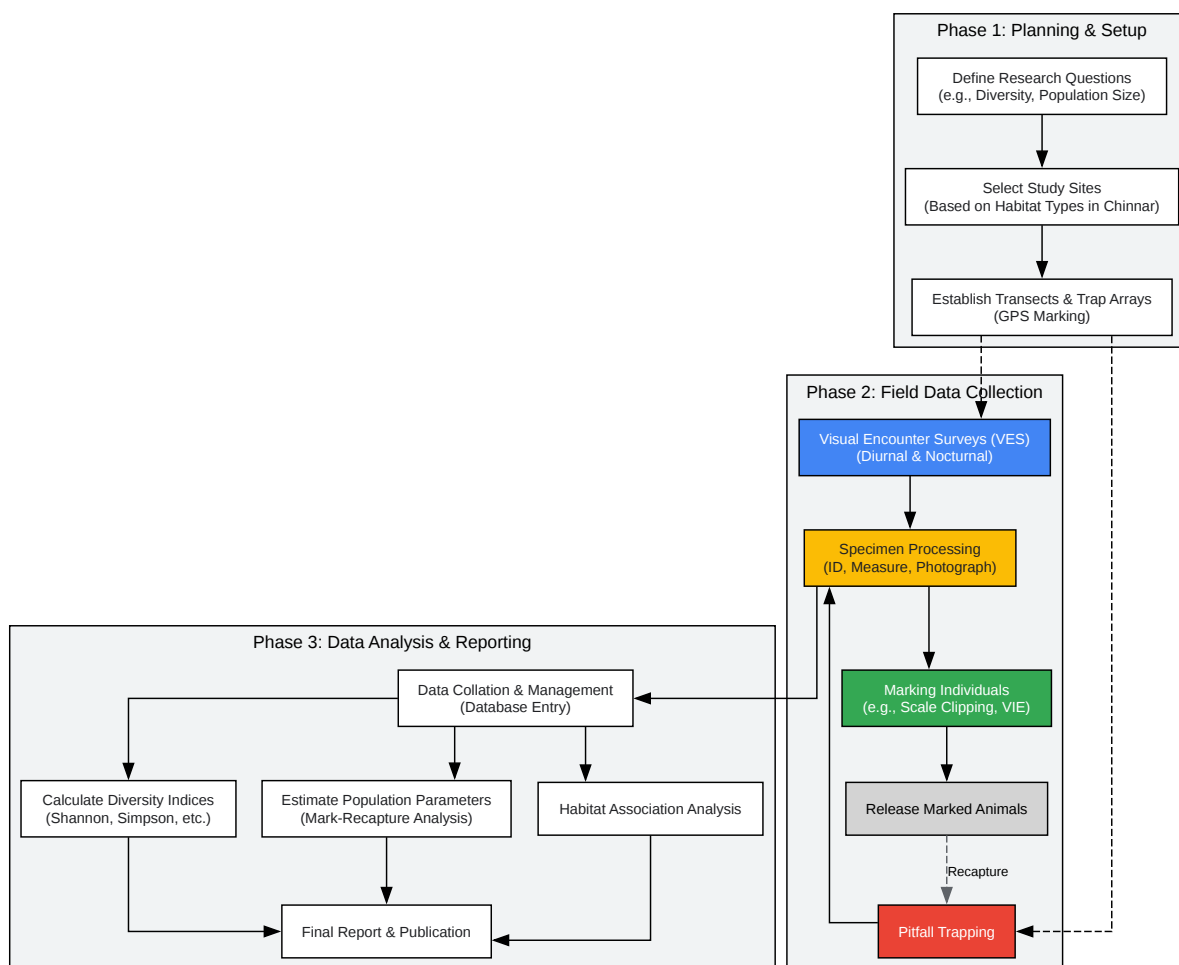 Phase 1: Planning & Setup
Define Research Questions
(e.g., Diversity, Population Size)
Select Study Sites
(Based on Habitat Types in Chinnar)
Establish Transects & Trap Arrays
(GPS Marking)
Phase 2: Field Data Collection
Visual Encounter Surveys (VES)
(Diurnal & Nocturnal)
Specimen Processing
(ID, Measure, Photograph)
Marking Individuals
(e.g., Scale Clipping, VIE)
Release Marked Animals
Recapture
Pitfall Trapping
Phase 3: Data Analysis & Reporting
Data Collation & Management
(Database Entry)
Calculate Diversity Indices
(Shannon, Simpson, etc.)
Estimate Population Parameters
(Mark-Recapture Analysis)
Habitat Association Analysis
Final Report & Publication